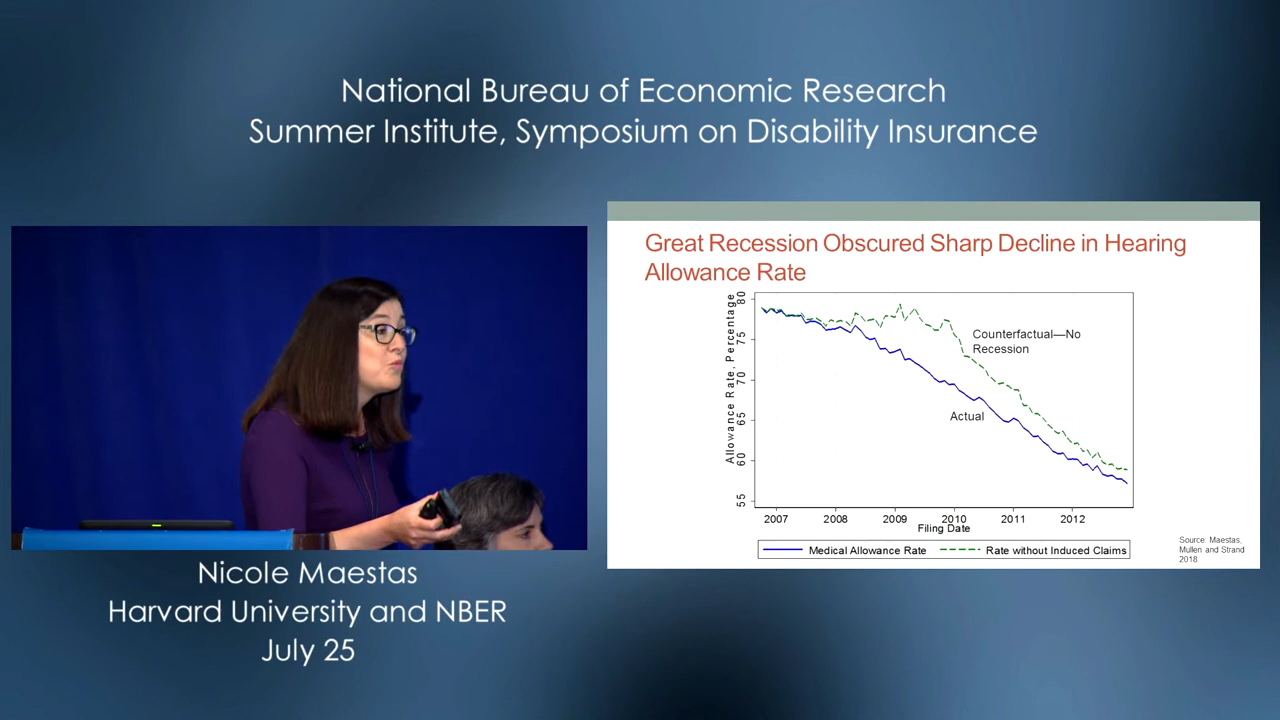 National Bureau of Economic Research
Summer Institute, Symposium on Disability Insurance
Great Recession Obscured Sharp Decline in Hearing
Allowance Rate
Allowance Rate, Percentage
80
75
70
65
60
55
Counterfactual—No
Recession
Actual
2007 2008 2009 2010 2011 2012
Filing Date
Medical Allowance Rate Rate without Induced Claims
Source: Maestas,
Mullen and Strand
2018.
Nicole Maestas
Harvard University and NBER
July 25